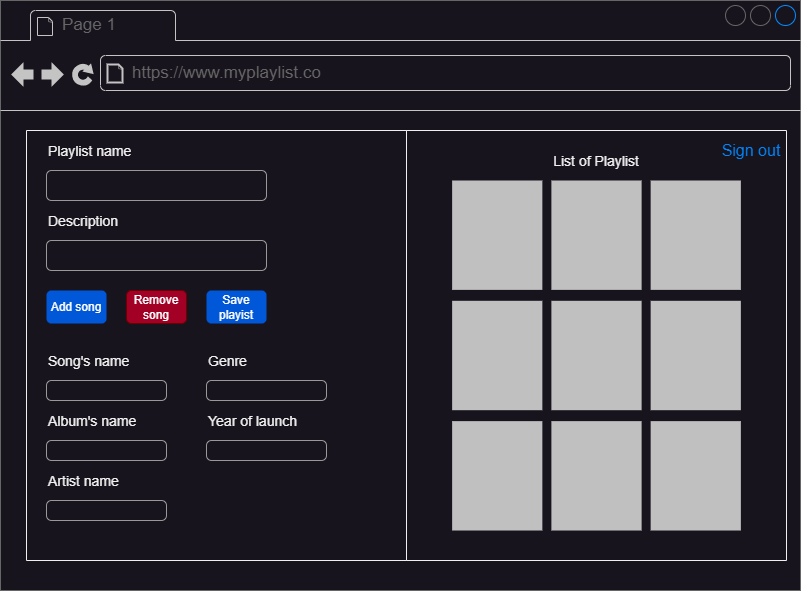 Page 1
https://www.myplaylist.co
Playlist name
Description
Add song
Remove
song
Save
playist
Song's name
Genre
Album's name
Year of launch
Artist name
List of Playlist
Sign out